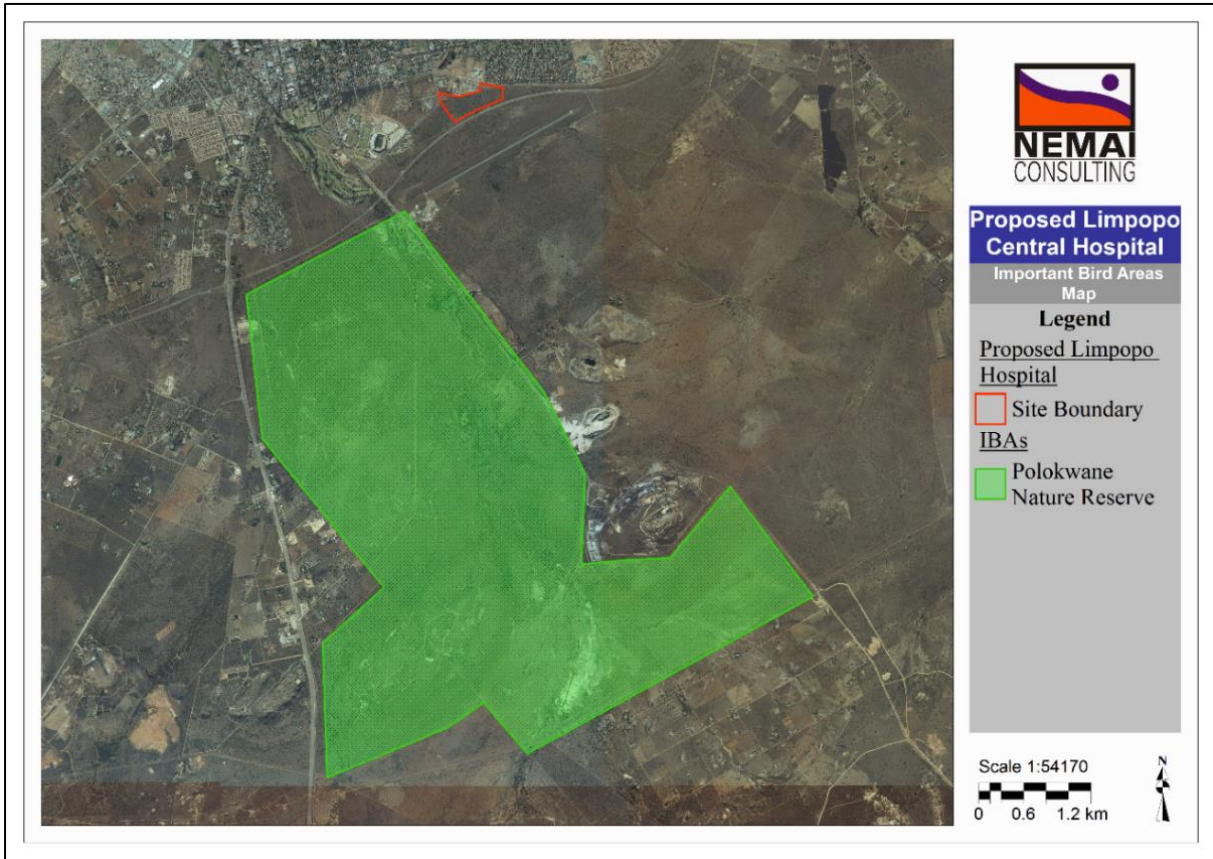 NEMAI
CONSULTING
Proposed Limpopo
Central Hospital
Important Bird Areas
Map
Legend
Proposed Limpopo
Hospital
Site Boundary
IBAs
Polokwane
Nature Reserve
Scale 1:54170
0 0.6 1.2 km
N